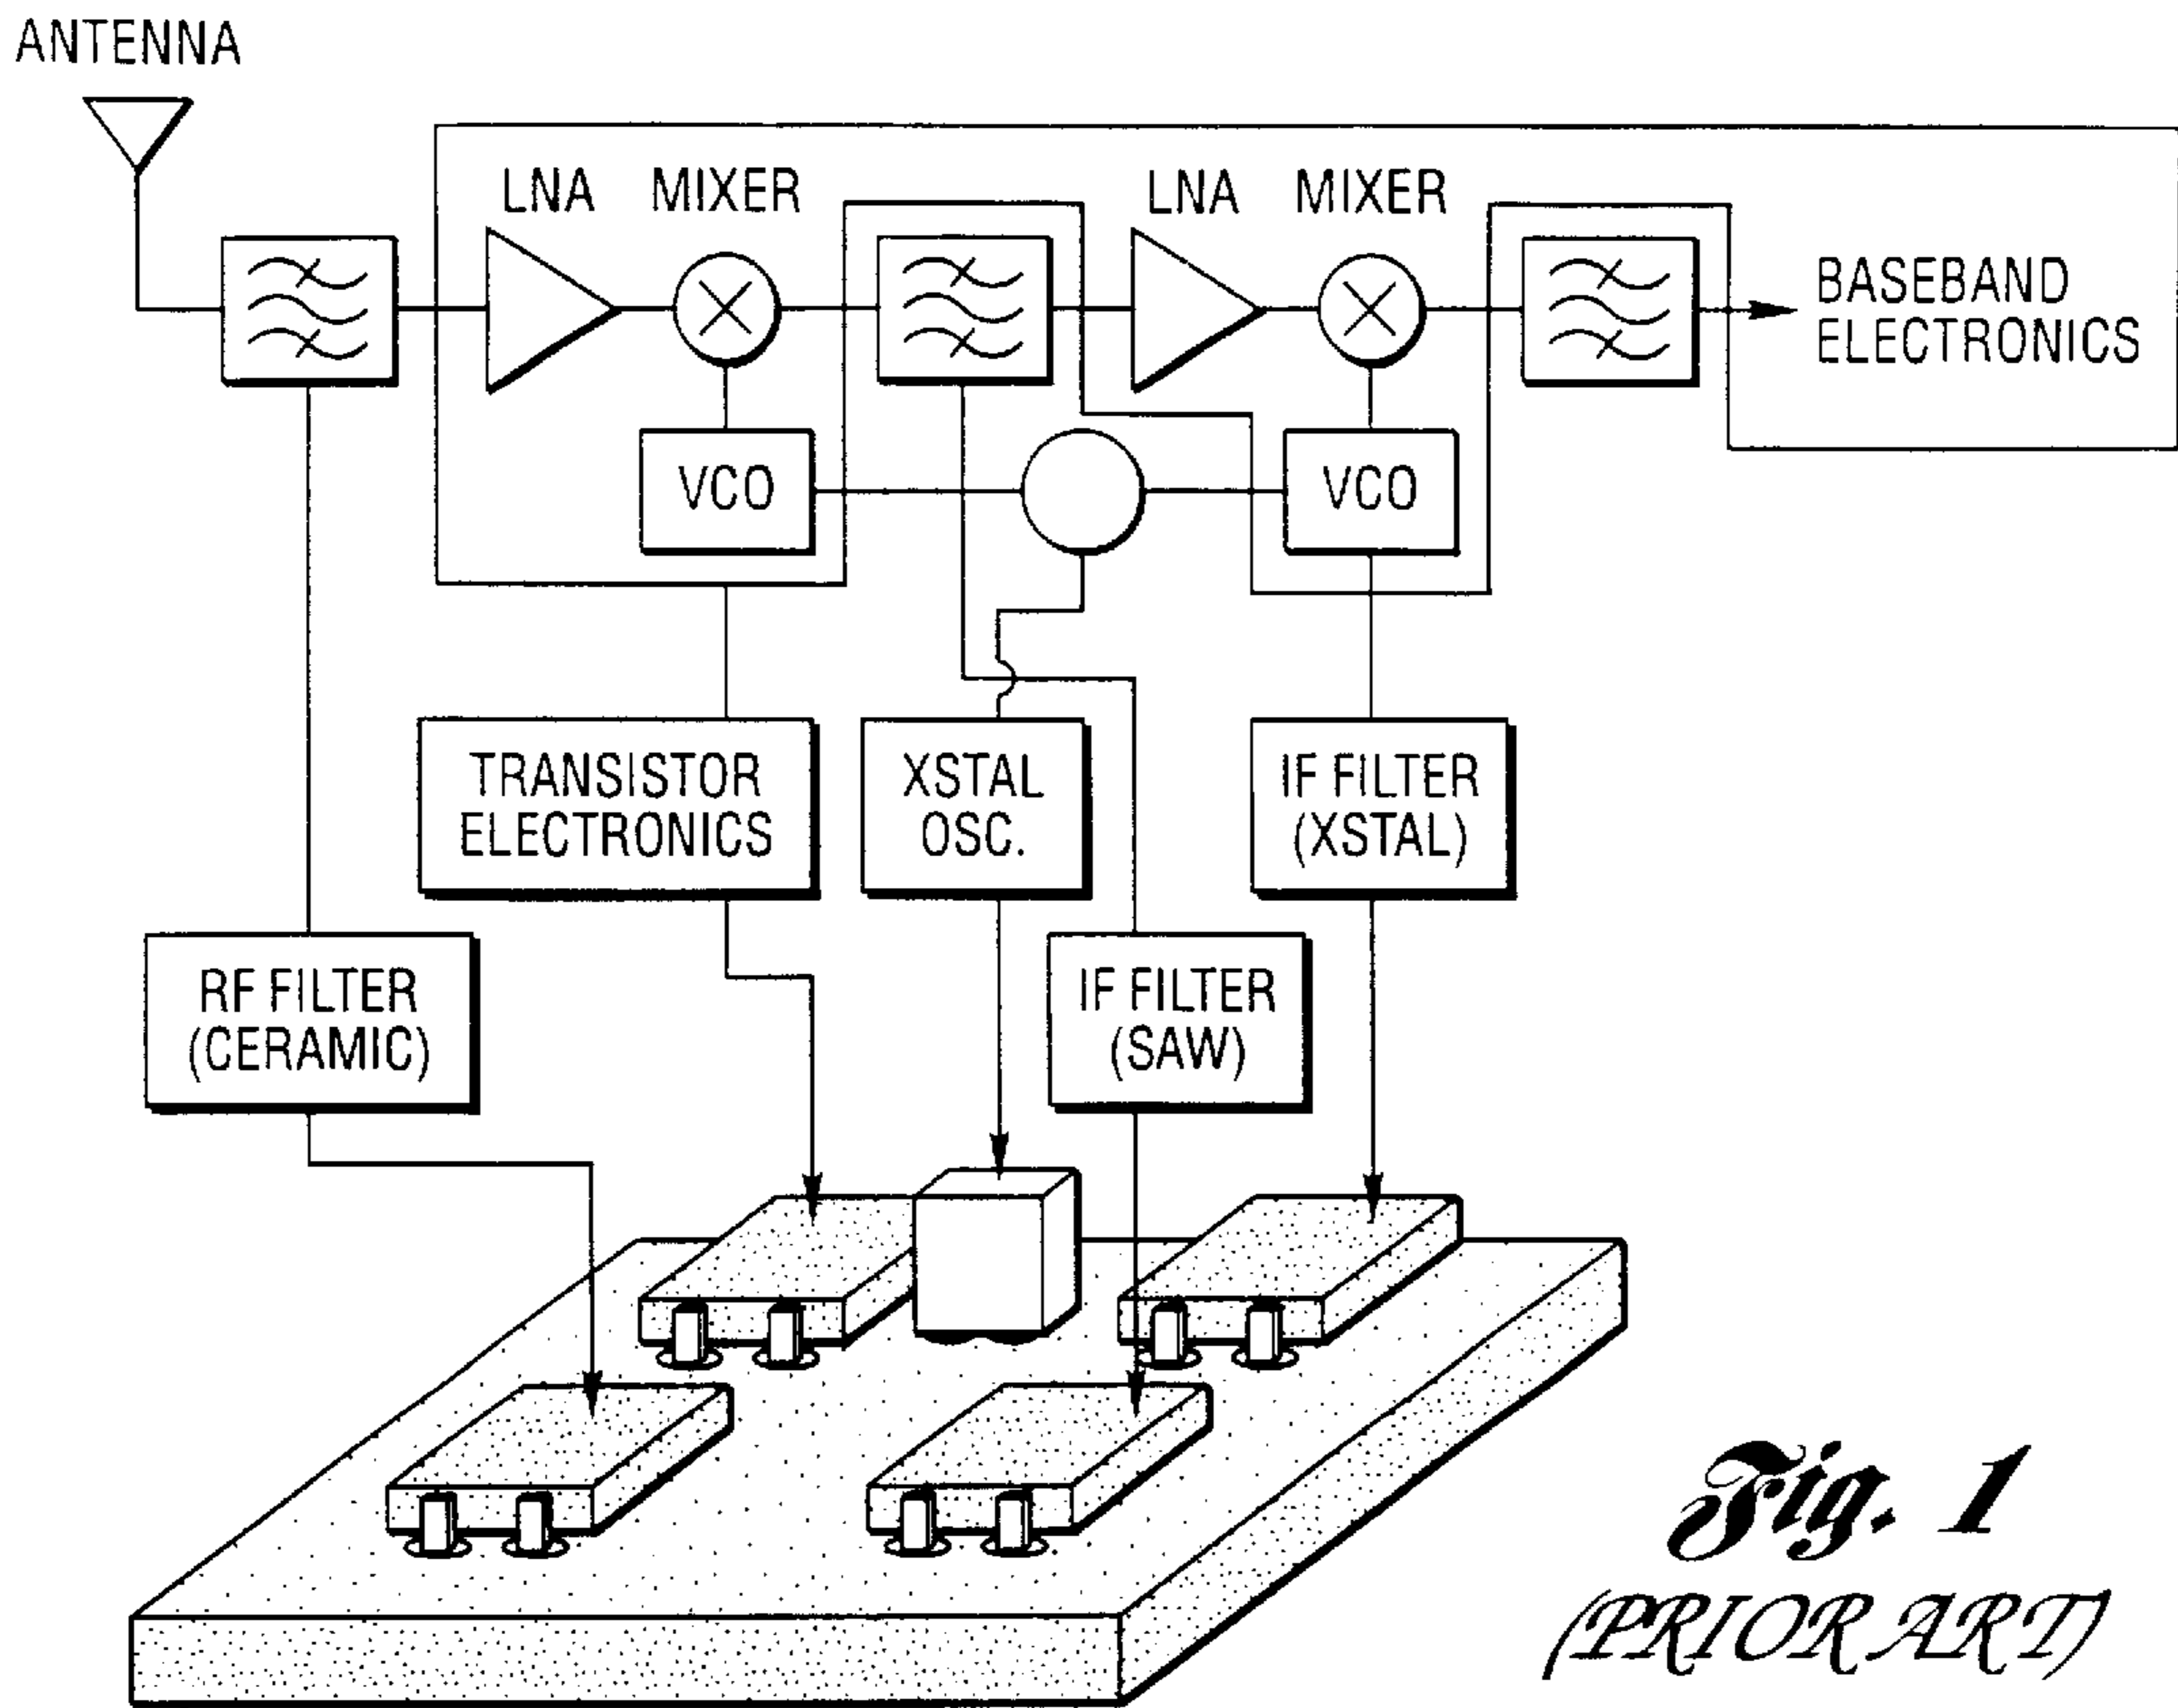 ANTENNA
LNA MIXER
LNA MIXER
BASEBAND
ELECTRONICS
VCO
VCO
TRANSISTOR
ELECTRONICS
XSTAL
OSC.
IF FILTER
(XSTAL)
RF FILTER
(CERAMIC)
IF FILTER
(SAW)
Fig. 1
(PRIOR ART)